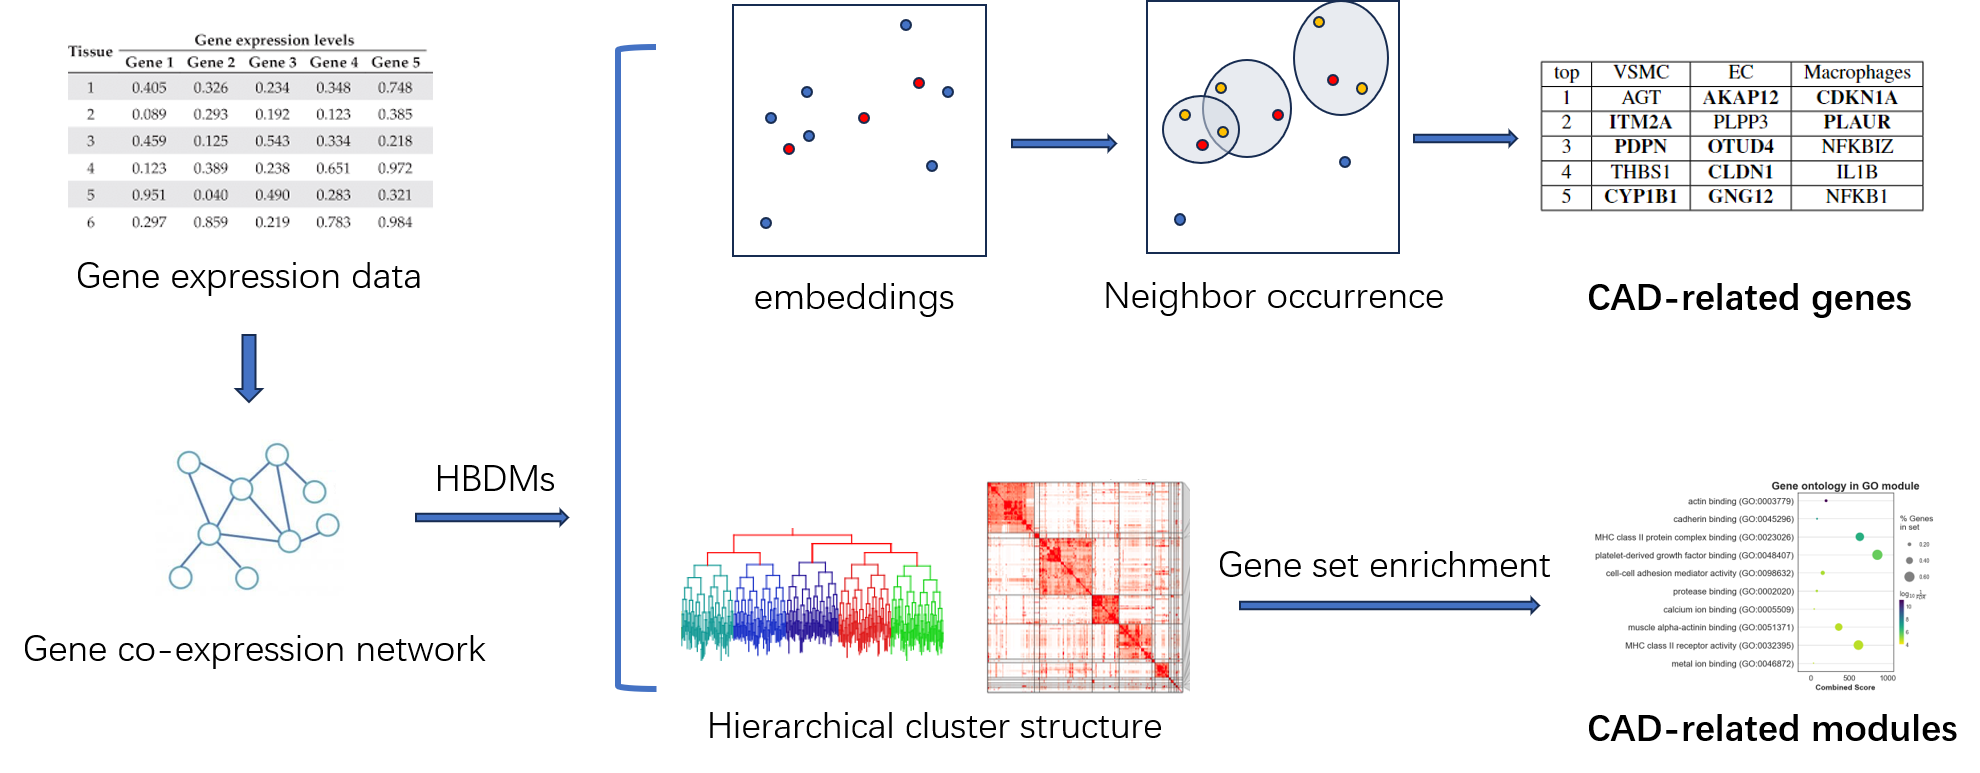 Gene expression levels
Tissue
Gene 1 Gene 2 Gene 3 Gene 4 Gene 5
1 0.405 0.326 0.234 0.348 0.748
2 0.089 0.293 0.192 0.123 0.385
3 0.459 0.125 0.543 0.334 0.218
4 0.123 0.389 0.238 0.651 0.972
5 0.951 0.040 0.490 0.283 0.321
6 0.297 0.859 0.219 0.783 0.984
Gene expression data
Gene co-expression network
HBDMs
embeddings
Neighbor occurrence
top VSMC EC Macrophages
1 AGT AKAP12 CDKN1A
2 ITM2A PLPP3 PLAUR
3 PDPN OTUD4 NFKBIZ
4 THBS1 CLDN1 IL1B
5 CYP1B1 GNG12 NFKB1
CAD-related genes
Hierarchical cluster structure
Gene set enrichment
Gene ontology in GO module
actin binding (GO:0003779)
cadherin binding (GO:0045296)
MHC class II protein complex binding (GO:0023026)
platelet-derived growth factor binding (GO:0048407)
cell-cell adhesion mediator activity (GO:0098632)
protease binding (GO:0002020)
calcium ion binding (GO:0005509)
muscle alpha-actinin binding (GO:0051371)
MHC class II receptor activity (GO:0032395)
metal ion binding (GO:0046872)
0 500 1000
Combined Score
% Genes
in set
0.20
0.40
0.60
10
8
6
4
CAD-related modules